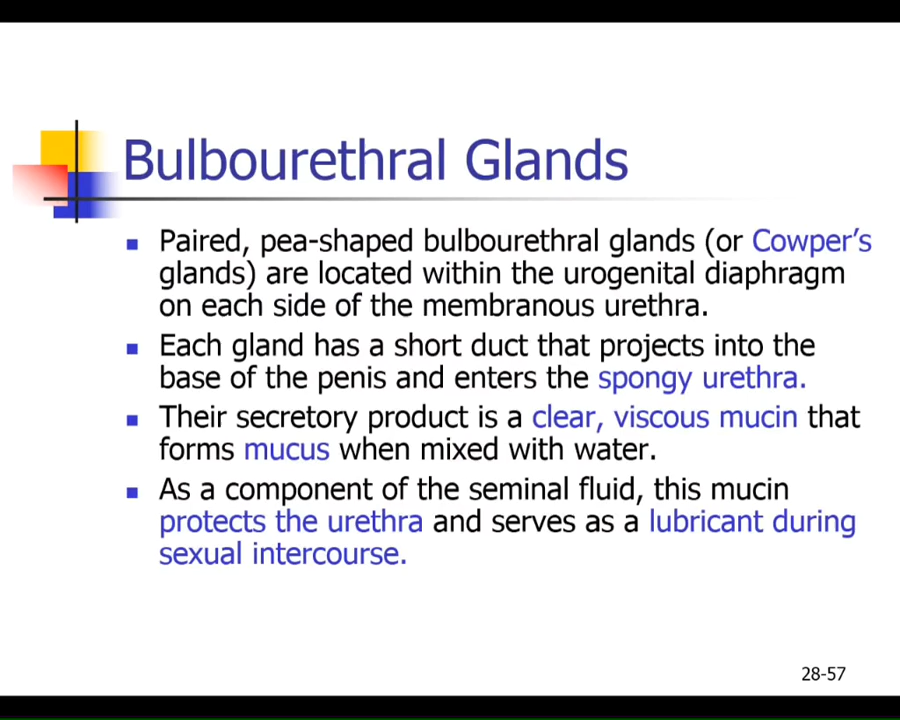 Bulbourethral Glands
Paired, pea-shaped bulbourethral glands (or Cowper's
glands) are located within the urogenital diaphragm
on each side of the membranous urethra.
Each gland has a short duct that projects into the
base of the penis and enters the spongy urethra.
Their secretory product is a clear, viscous mucin that
forms mucus when mixed with water.
As a component of the seminal fluid, this mucin
protects the urethra and serves as a lubricant during
sexual intercourse.
28-57